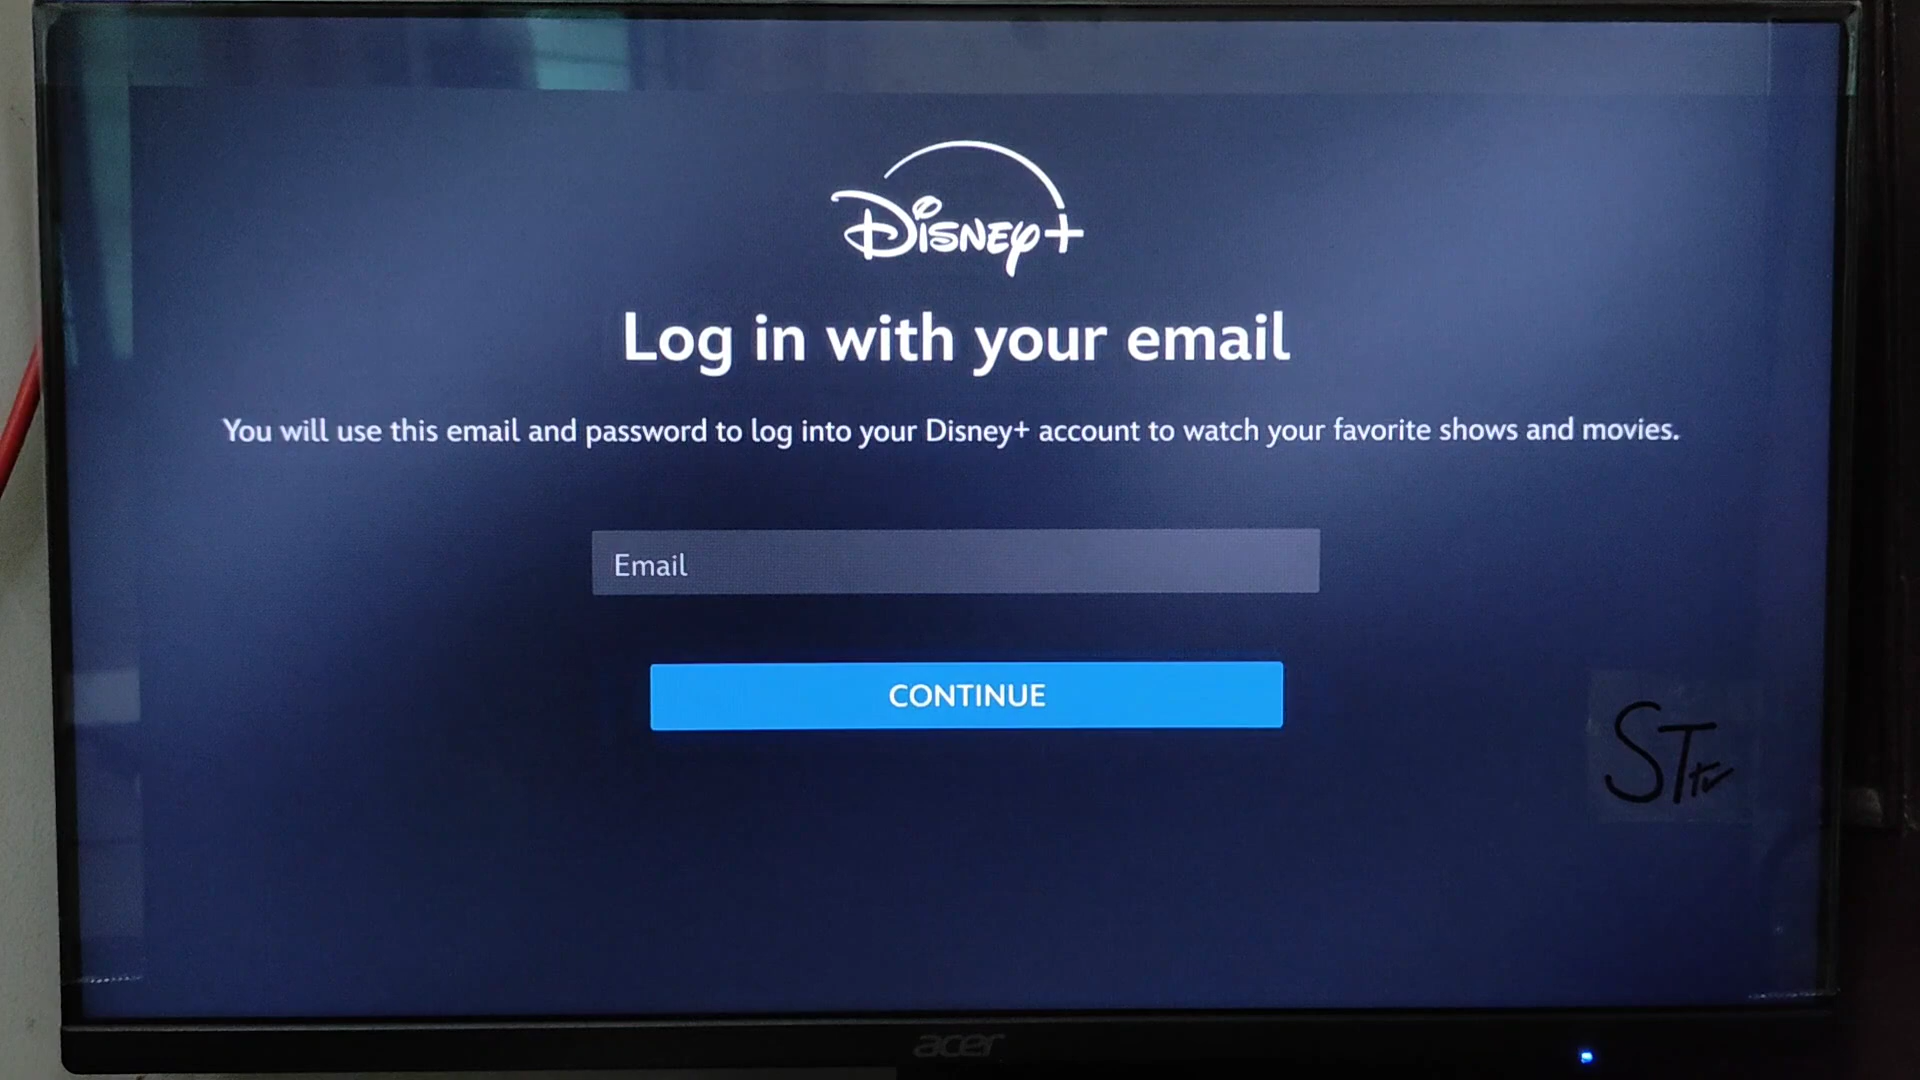 Disney+
Log in with your email
You will use this email and password to log into your Disney+ account to watch your favorite shows and movies.
Email
CONTINUE
STtv
acer